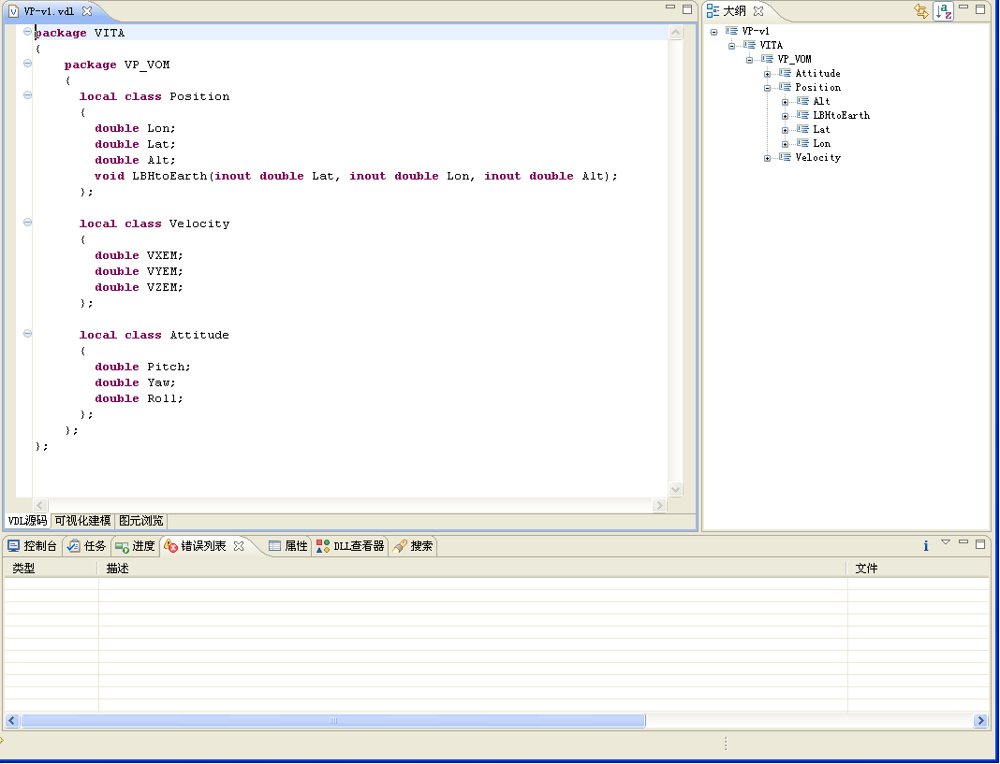 VP-v1.vdl
package VITA
{
    package VP_VOM
    {
      local class Position
      {
        double Lon;
        double Lat;
        double Alt;
        void LBHtoEarth(inout double Lat, inout double Lon, inout double Alt);
      };

      local class Velocity
      {
        double VXEM;
        double VYEM;
        double VZEM;
      };

      local class Attitude
      {
        double Pitch;
        double Yaw;
        double Roll;
      };
    };
};
VDL源码 可视化建模 图元浏览
大纲
VP-v1
VITA
VP_VOM
Attitude
Position
Alt
LBHtoEarth
Lat
Lon
Velocity
控制台 任务 进度 错误列表 属性 DLL查看器 搜索
类型 描述 文件